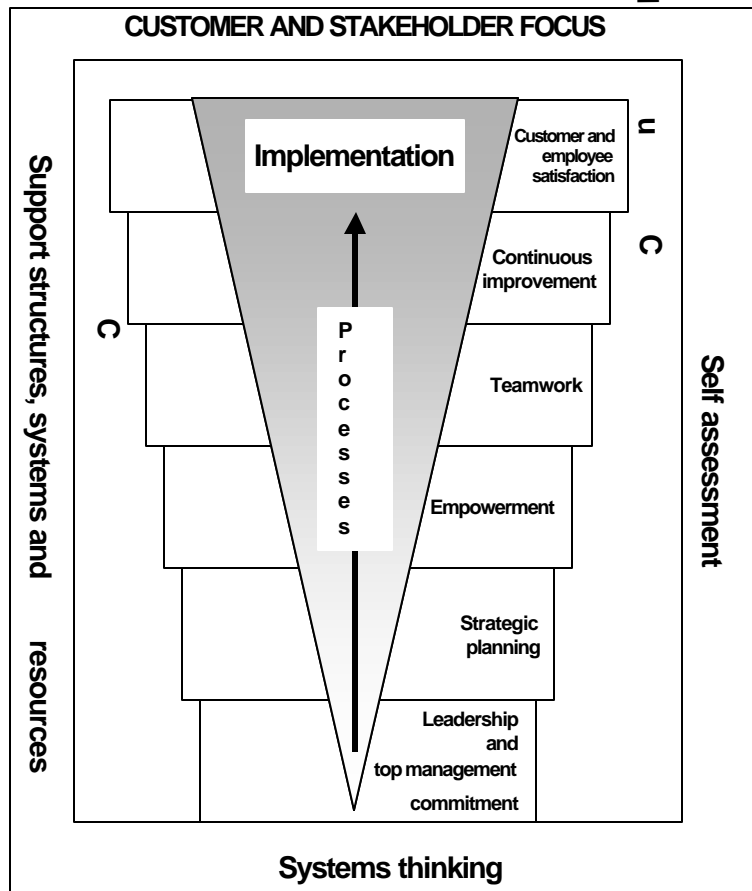 CUSTOMER AND STAKEHOLDER FOCUS
Implementation
Customer and
employee
satisfaction
u
Continuous
improvement
C
Processes
C
Teamwork
Empowerment
Strategic
planning
Leadership
and
top management
commitment
Support structures, systems and resources
Self assessment
Systems thinking